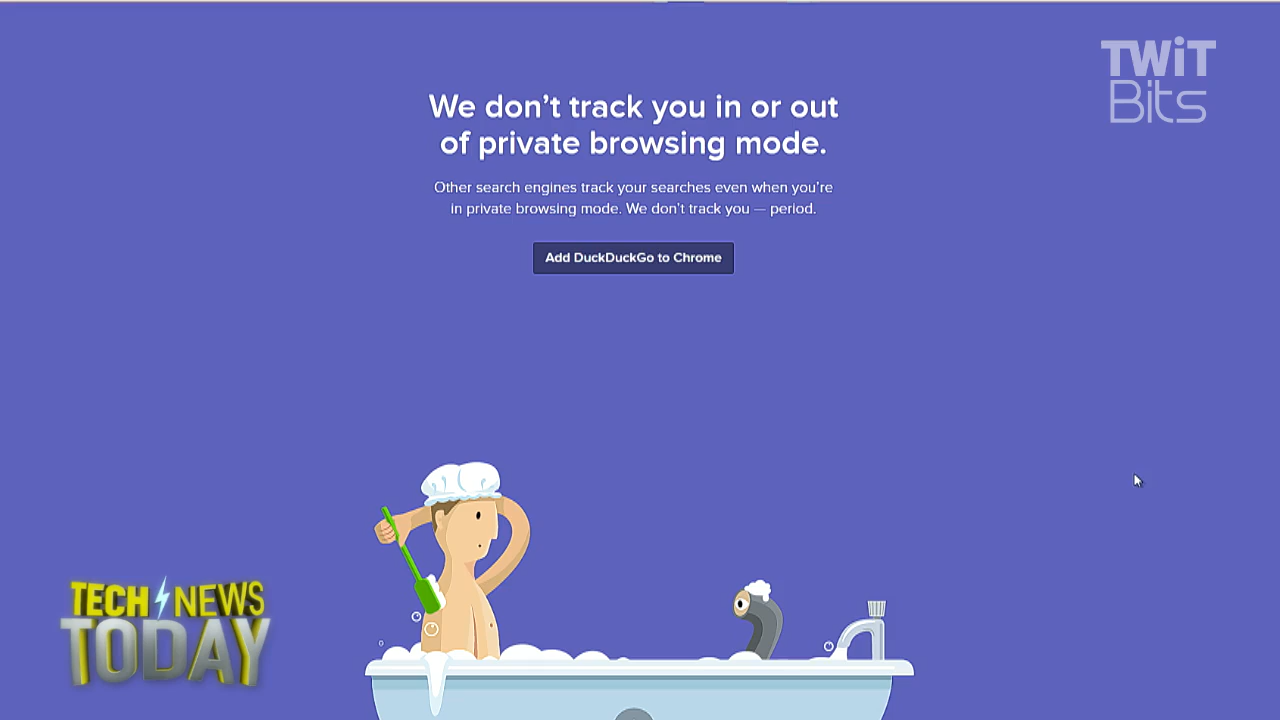 TWiT
Bits
We don’t track you in or out
of private browsing mode.
Other search engines track your searches even when you’re
in private browsing mode. We don’t track you — period.
Add DuckDuckGo to Chrome
TECH NEWS
TODAY